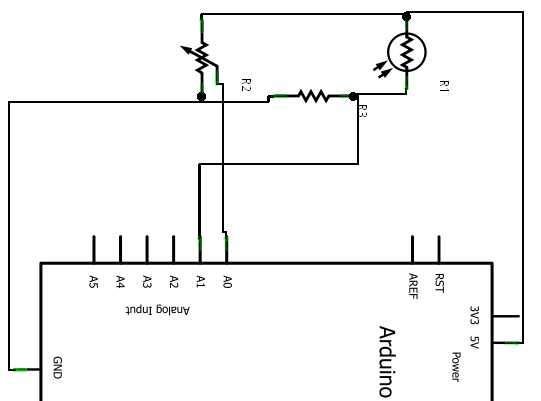 R2
R1
R3
A5
A4
A3
A2
A1
A0
AREF
RST
Analog Input
Arduino
3V3
5V
Power
GND